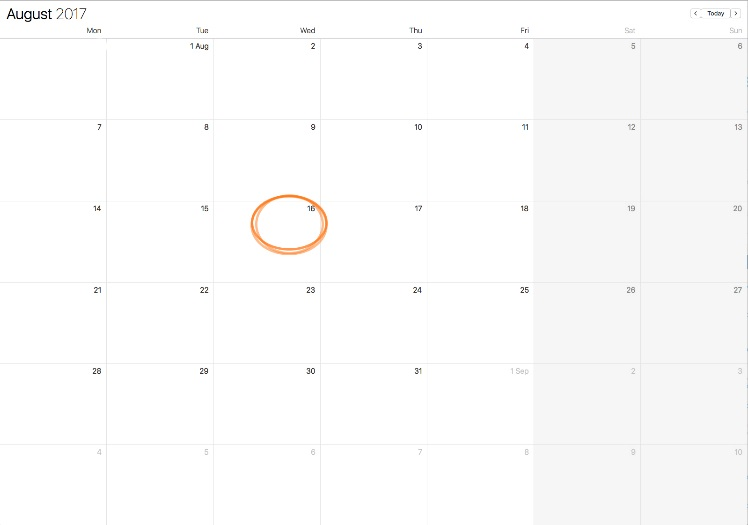 August 2017
< Today >
Mon Tue Wed Thu Fri Sat Sun
1 Aug 2 3 4 5 6
7 8 9 10 11 12 13
14 15 16 17 18 19 20
21 22 23 24 25 26 27
28 29 30 31 1 Sep 2 3
4 5 6 7 8 9 10